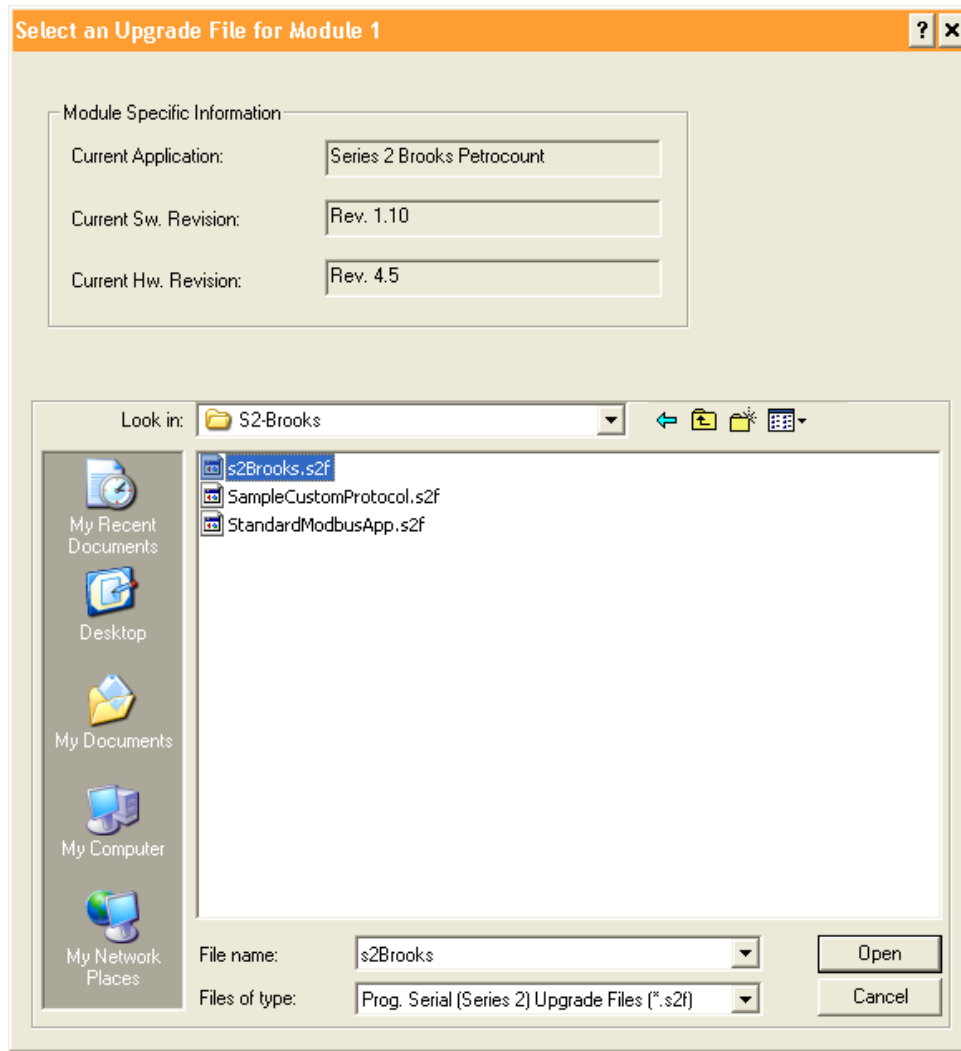 Select an Upgrade File for Module 1
Module Specific Information
Current Application: Series 2 Brooks Petrocount
Current Sw. Revision: Rev. 1.10
Current Hw. Revision: Rev. 4.5
Look in: S2-Brooks
s2Brooks.s2f
SampleCustomProtocol.s2f
StandardModbusApp.s2f
My Recent
Documents
Desktop
My Documents
My Computer
My Network
Places
File name: s2Brooks Open
Files of type: Prog. Serial (Series 2) Upgrade Files (*.s2f) Cancel